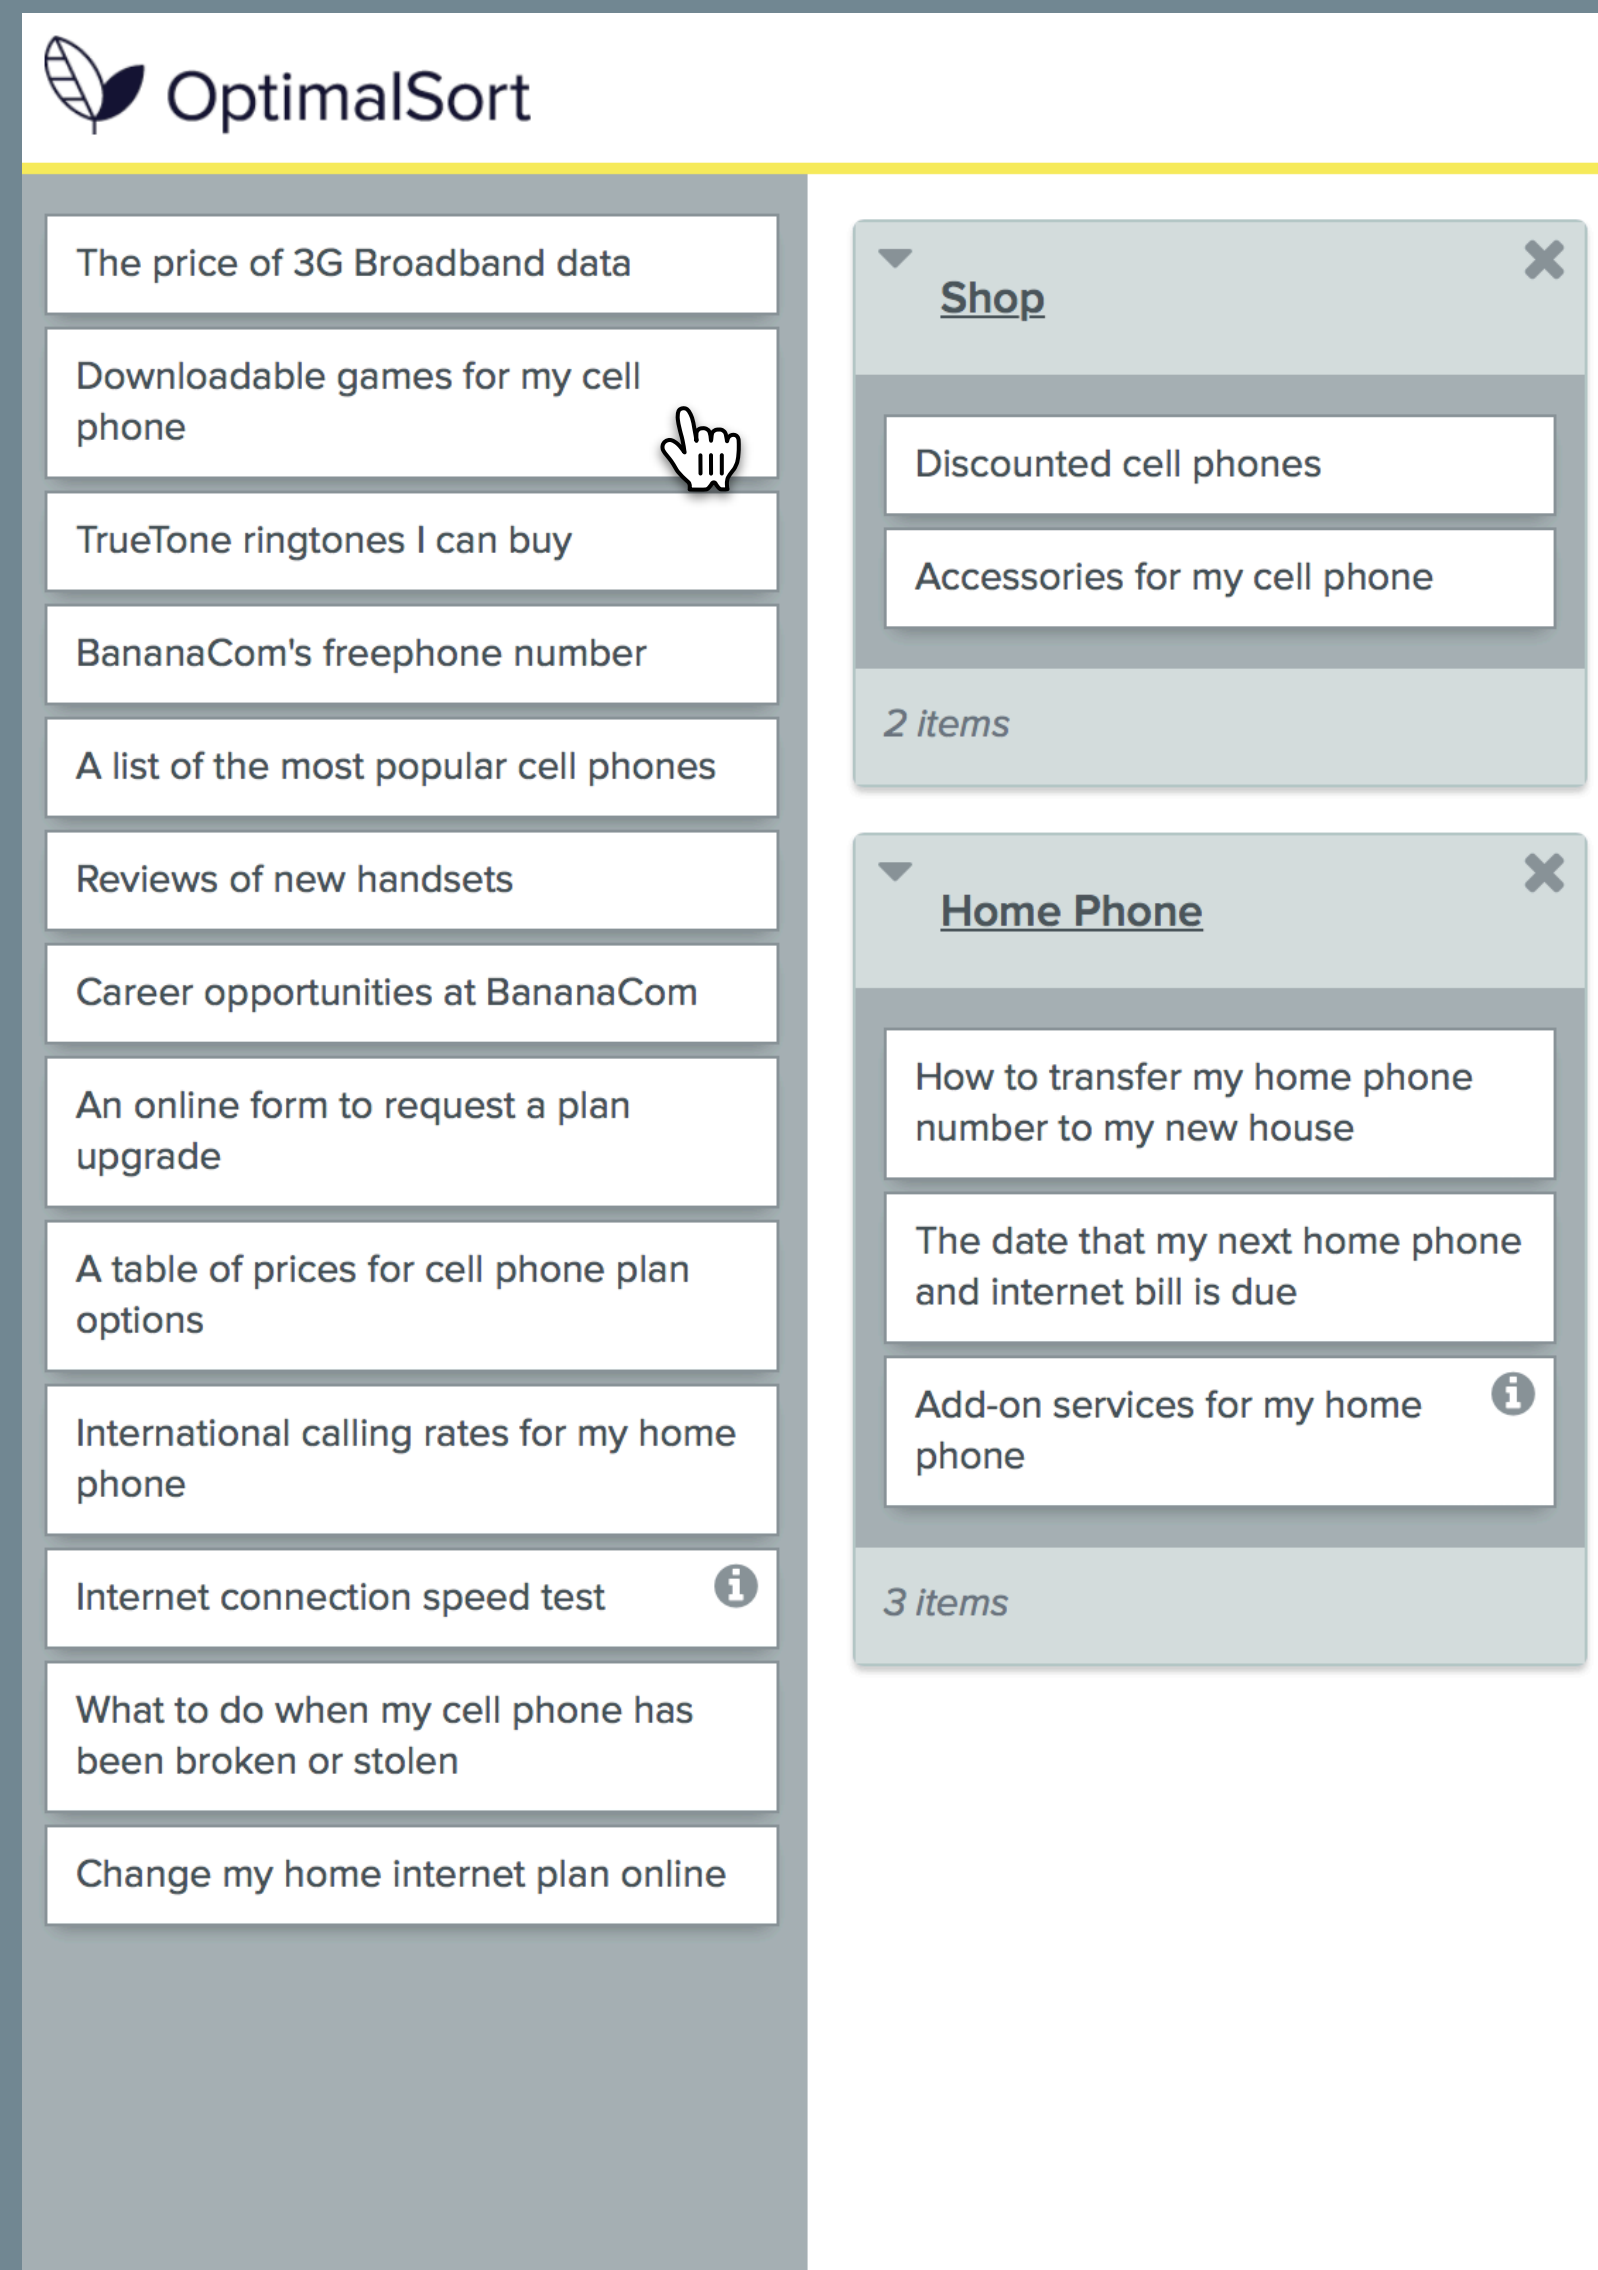 OptimalSort
The price of 3G Broadband data
Downloadable games for my cell
phone
TrueTone ringtones I can buy
BananaCom's freephone number
A list of the most popular cell phones
Reviews of new handsets
Career opportunities at BananaCom
An online form to request a plan
upgrade
A table of prices for cell phone plan
options
International calling rates for my home
phone
Internet connection speed test
What to do when my cell phone has
been broken or stolen
Change my home internet plan online
Shop
Discounted cell phones
Accessories for my cell phone
2 items
Home Phone
How to transfer my home phone
number to my new house
The date that my next home phone
and internet bill is due
Add-on services for my home
phone
3 items